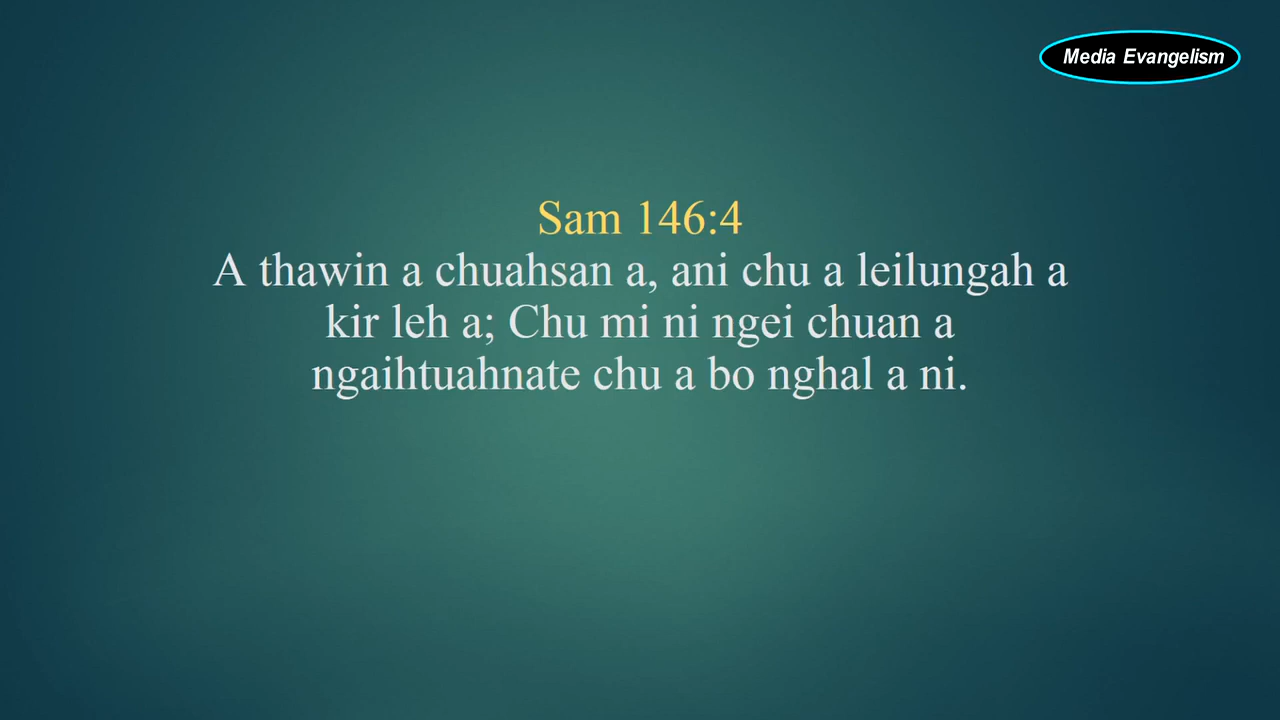 Media Evangelism
Sam 146:4
A thawin a chuahsan a, ani chu a leilungah a
kir leh a; Chu mi ni ngei chuan a
ngaihtuahnate chu a bo nghal a ni.